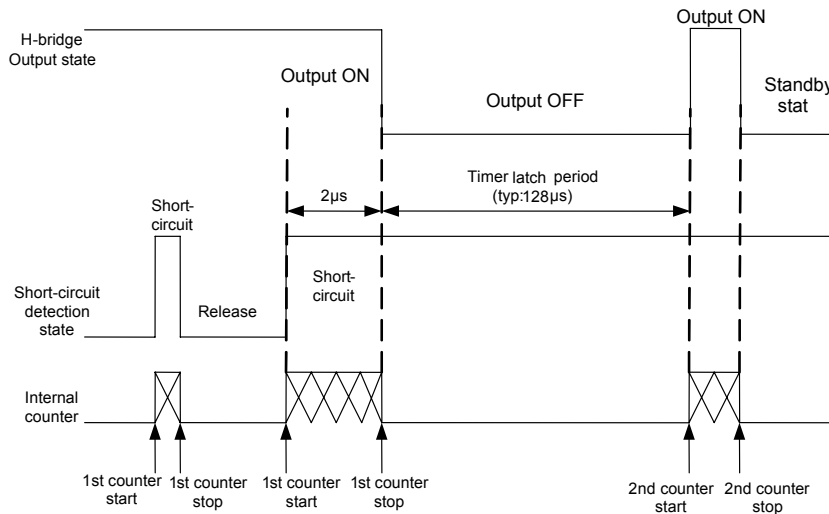 H-bridge
Output state
Output ON
Output ON
Output OFF
Standby
stat
2µs
Timer latch period
(typ:128µs)
Short-
circuit
Short-circuit
detection
state
Release
Short-
circuit
Internal
counter
1st counter
start
1st counter
stop
1st counter
start
1st counter
stop
2nd counter
start
2nd counter
stop